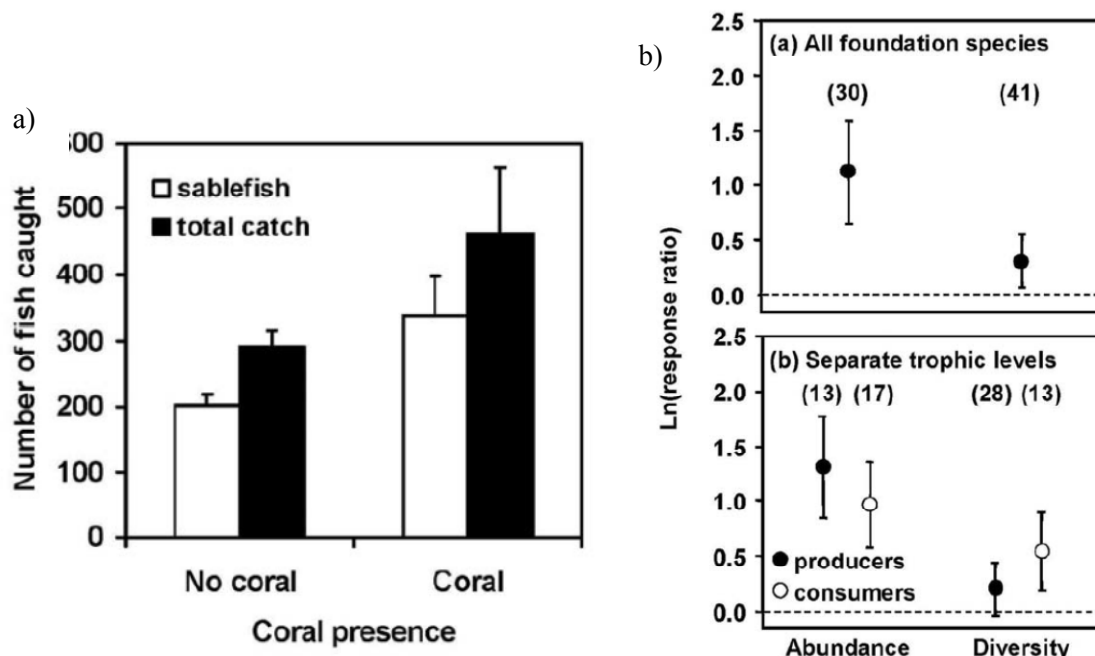 a)
500
sablefish
total catch
500
400
300
200
100
0
Number of fish caught
No coral
Coral
Coral presence
b)
2.5
2.0
1.5
1.0
0.5
0.0
(a) All foundation species
(30)
(41)
Ln(response ratio)
2.5
2.0
1.5
1.0
0.5
0.0
(b) Separate trophic levels
(13) (17)
(28) (13)
producers
consumers
Abundance
Diversity